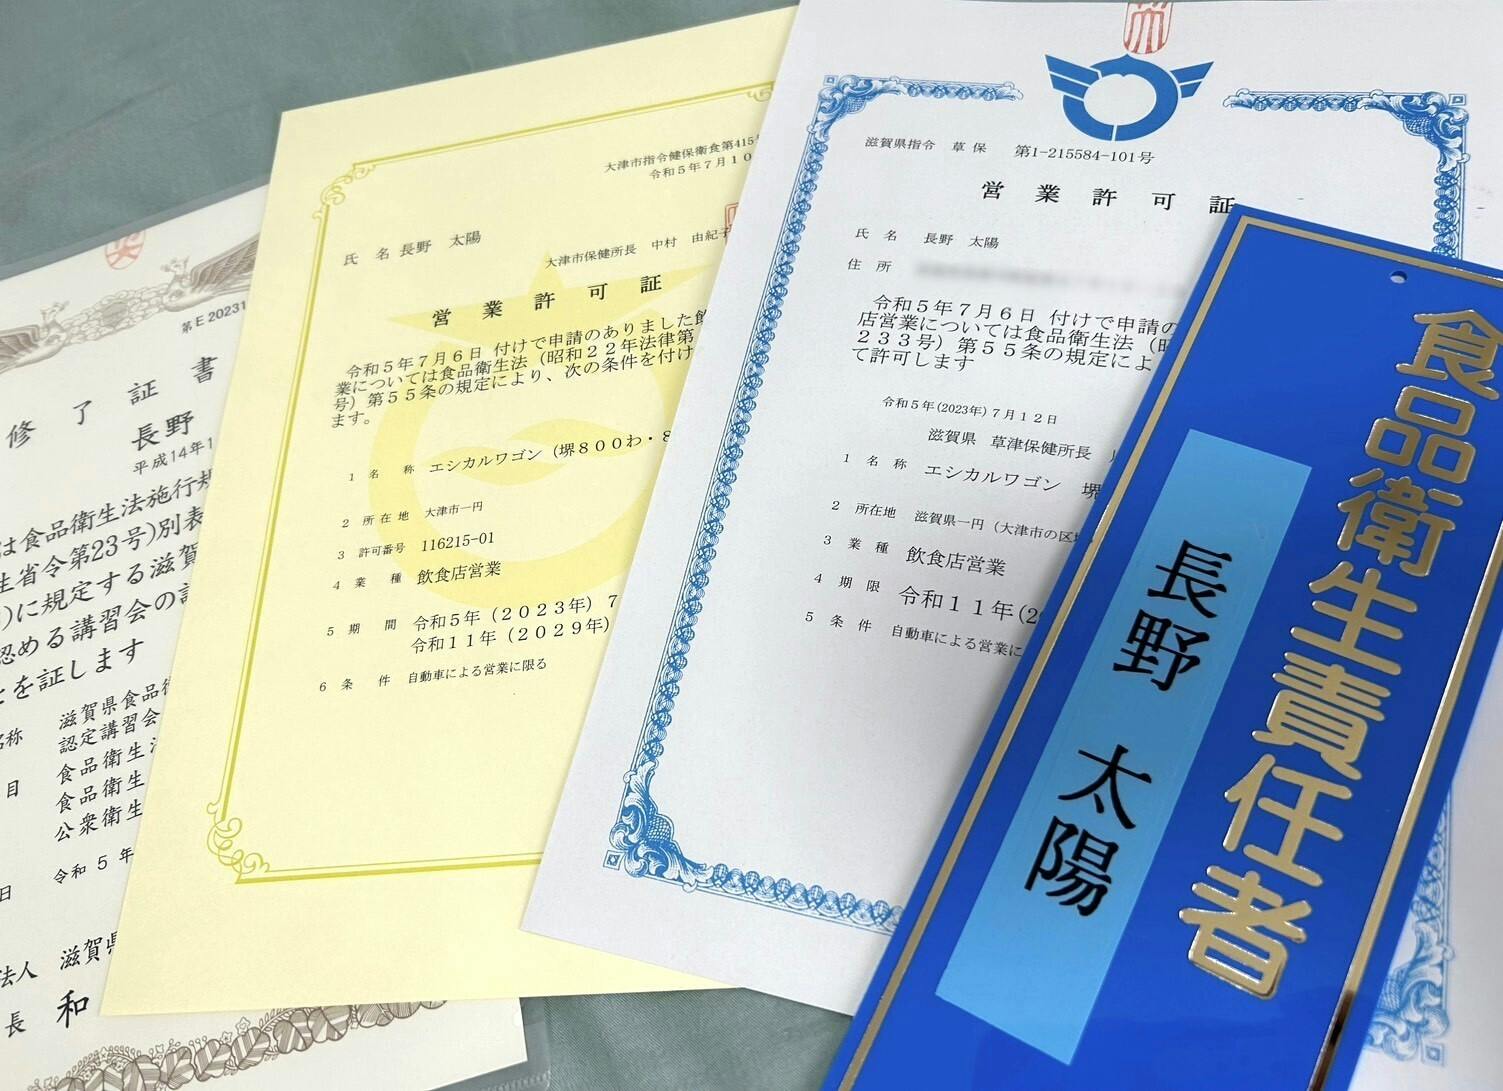 第E20231
修了証書
長野
平成14年1
は食品衛生法施行規
生省令第23号)別表
)に規定する滋賀
認める講習会の
とを証します
名称 滋賀県食品衛
認定講習会
目 食品衛生法
食品衛生
公衆衛生
日 令和5年
法人 滋賀県
長 和
大津市指令健保衛食第415
令和5年7月10
氏名 長野 太陽
大津市保健所長 中村 由紀子
営業許可証
令和5年7月6日 付けで申請のありました飲
業については食品衛生法(昭和22年法律第
号)第55条の規定により、次の条件を付け
ます。
1 名称 エシカルワゴン (堺800わ・8
2 所在地 大津市一円
3 許可番号 116215-01
4 業種 飲食店営業
5 期間 令和5年(2023年)7
令和11年(2029年)
6 条件 自動車による営業に限る
滋賀県指令 草保 第1-215584-101号
営業許可証
氏名 長野 太陽
住所
令和5年7月6日 付けで申請の
店営業については食品衛生法(昭
233号)第55条の規定によ
て許可します
令和5年(2023年)7月12日
滋賀県 草津保健所長
1 名称 エシカルワゴン 堺
2 所在地 滋賀県一円(大津市の区域
3 業種 飲食店営業
4 期限 令和11年(2
5 条件 自動車による営業に
食品衛生責任者
長野 太陽